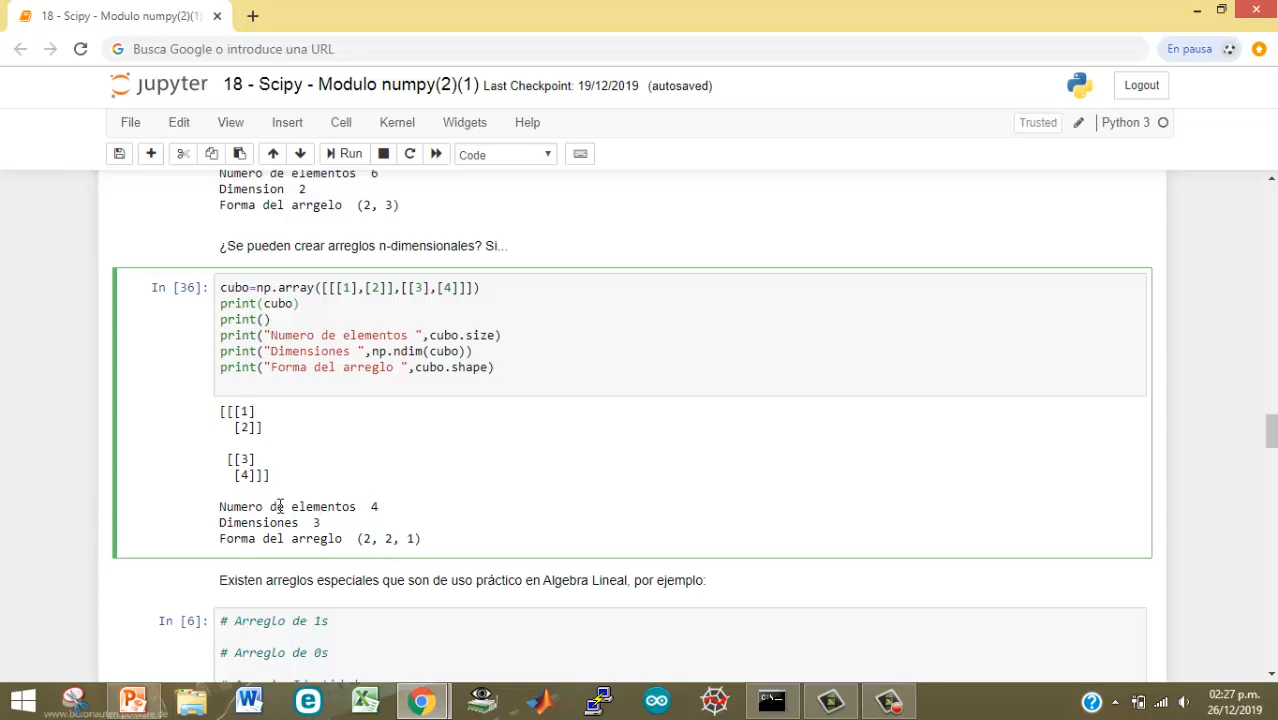 18 - Scipy - Modulo numpy(2)(1)
Busca Google o introduce una URL
En pausa
jupyter
18 - Scipy - Modulo numpy(2)(1) Last Checkpoint: 19/12/2019 (autosaved)
Logout
File Edit View Insert Cell Kernel Widgets Help
Trusted
Python 3
Run
Code
Numero de elementos  6
Dimension  2
Forma del arrgelo  (2, 3)
¿Se pueden crear arreglos n-dimensionales? Si...
In [36]:
cubo=np.array([[[1],[2]],[[3],[4]]])
print(cubo)
print()
print("Numero de elementos ",cubo.size)
print("Dimensiones ",np.ndim(cubo))
print("Forma del arreglo ",cubo.shape)
[[[1]
[2]]
[[3]
[4]]]
Numero de elementos  4
Dimensiones  3
Forma del arreglo  (2, 2, 1)
Existen arreglos especiales que son de uso práctico en Algebra Lineal, por ejemplo:
In [6]:
# Arreglo de 1s
# Arreglo de 0s
02:27 p.m.
26/12/2019